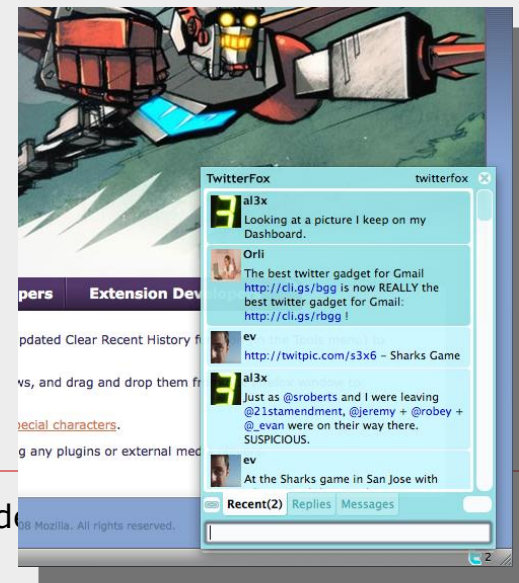 TwitterFox twitterfox
al3x
Looking at a picture I keep on my
Dashboard.
Orli
The best twitter gadget for Gmail
http://cli.gs/bgg is now REALLY the
best twitter gadget for Gmail:
http://cli.gs/rbgg !
ev
http://twitpic.com/s3x6 – Sharks Game
al3x
Just as @sroberts and I were leaving
@21stamendment, @jeremy + @robey +
@_evan were on their way there.
SUSPICIOUS.
ev
At the Sharks game in San Jose with
Recent(2) Replies Messages
2
pers Extension Dev
pdated Clear Recent History f
ws, and drag and drop them fr
pecial characters.
g any plugins or external med
de
08 Mozilla. All rights reserved.